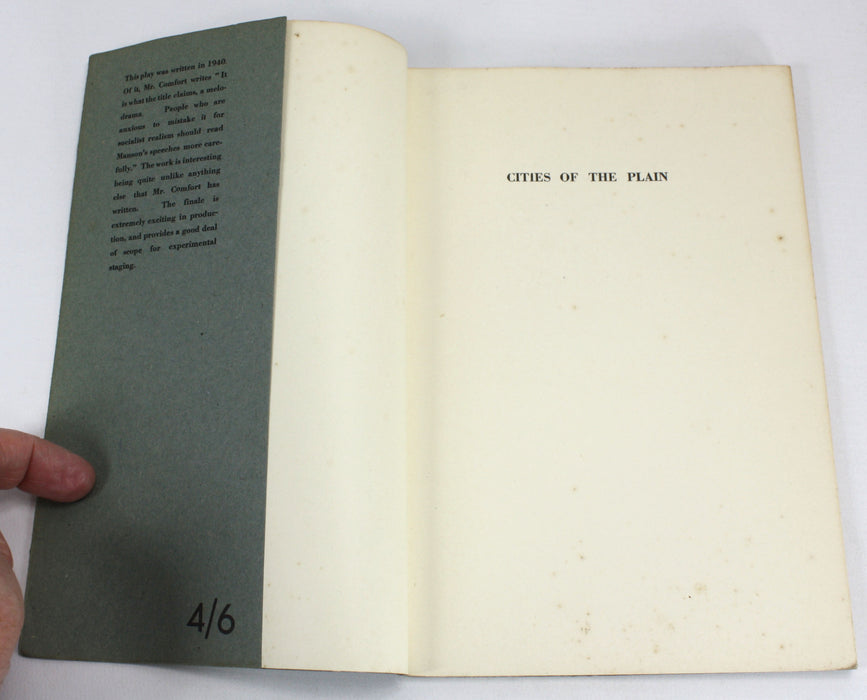 This play was written in 1940.
Of it, Mr. Comfort writes "It
is what the title claims, a melo-
drama. People who are
anxious to mistake it for
socialist realism should read
Manson's speeches more care-
fully." The work is interesting
being quite unlike anything
else that Mr. Comfort has
written. The finale is
extremely exciting in produc-
tion, and provides a good deal
of scope for experimental
staging.
4/6
CITIES OF THE PLAIN